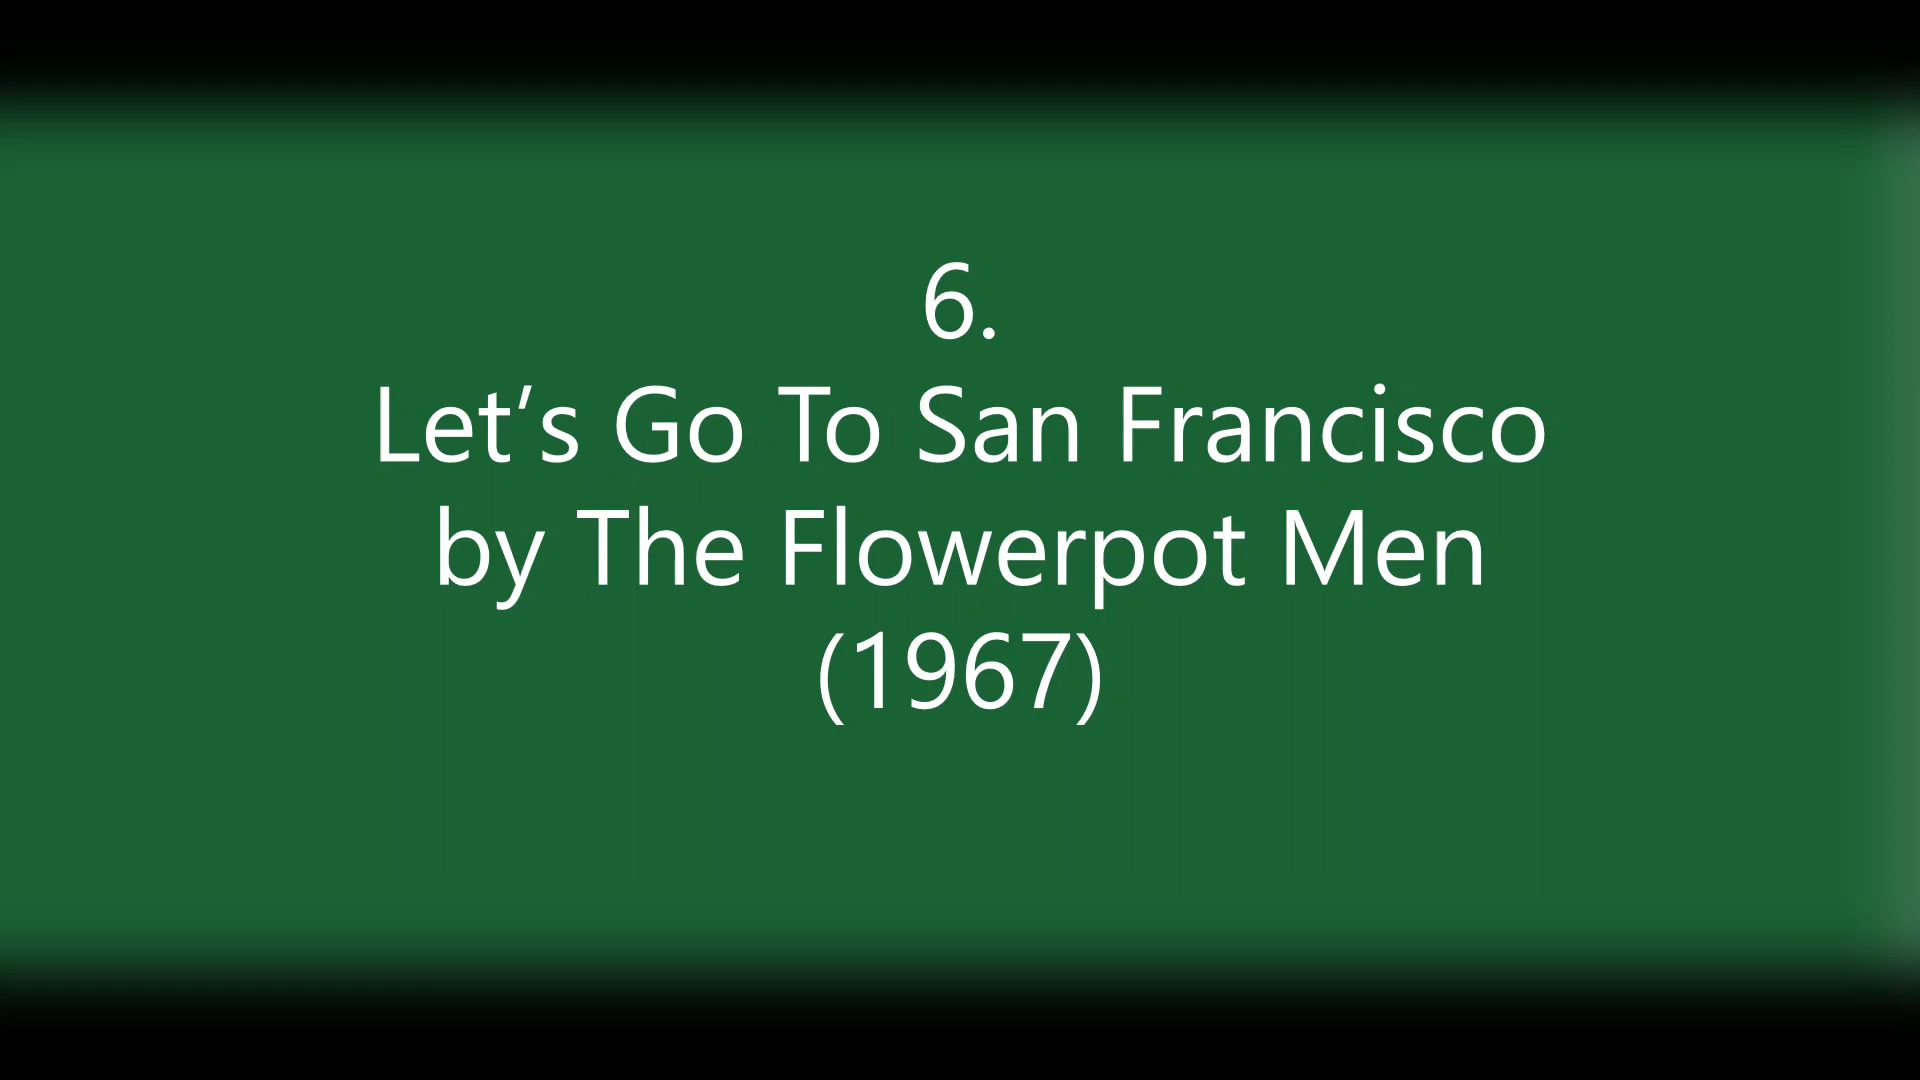 6.
Let’s Go To San Francisco
by The Flowerpot Men
(1967)